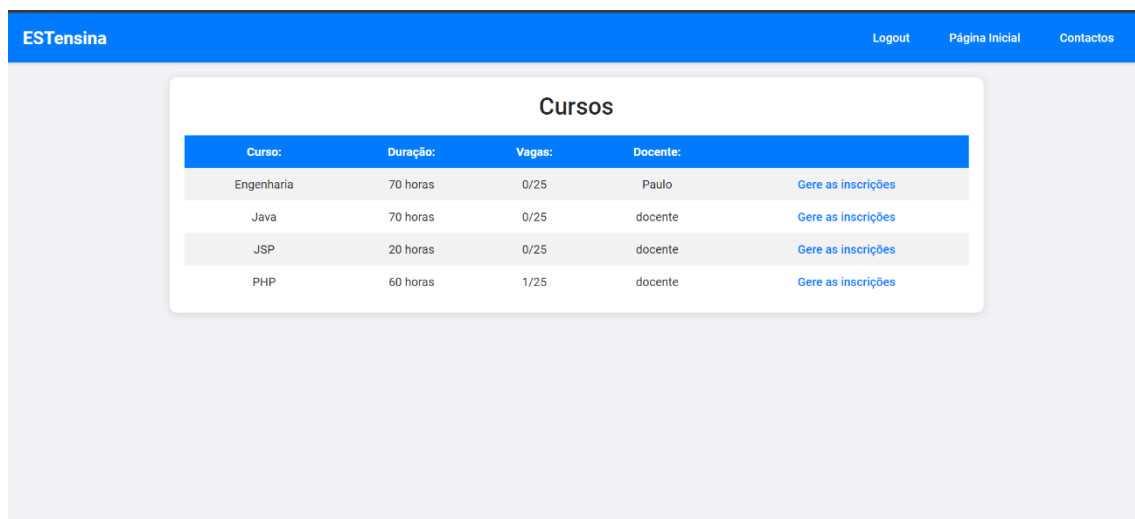 ESTensina Logout Página Inicial Contactos
Cursos
Curso: Duração: Vagas: Docente:
Engenharia 70 horas 0/25 Paulo Gere as inscrições
Java 70 horas 0/25 docente Gere as inscrições
JSP 20 horas 0/25 docente Gere as inscrições
PHP 60 horas 1/25 docente Gere as inscrições